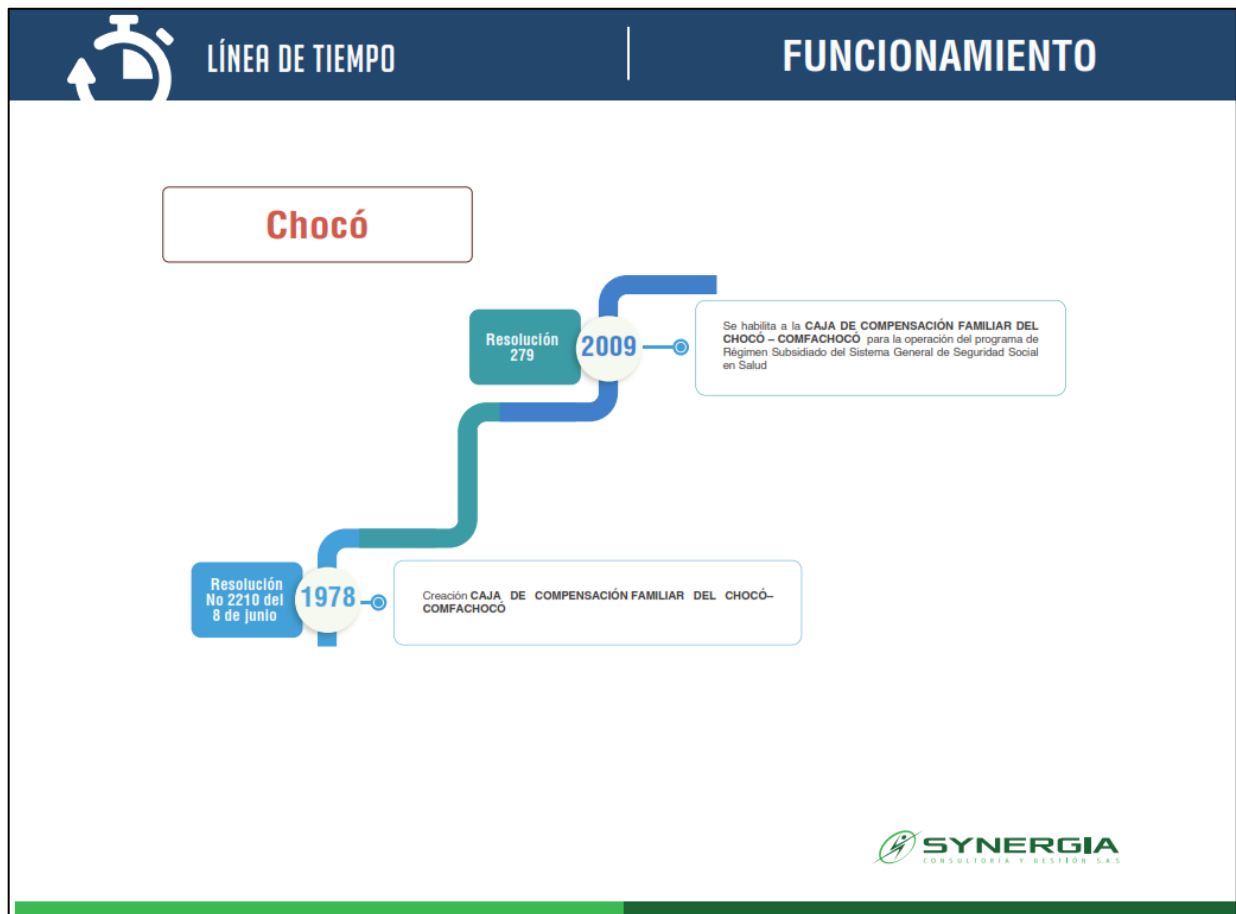 LÍNEA DE TIEMPO
FUNCIONAMIENTO
Chocó
Resolución
279
2009
Se habilita a la CAJA DE COMPENSACIÓN FAMILIAR DEL
CHOCÓ – COMFACHOCÓ para la operación del programa de
Régimen Subsidiado del Sistema General de Seguridad Social
en Salud
Resolución
No 2210 del
8 de junio
1978
Creación CAJA DE COMPENSACIÓN FAMILIAR DEL CHOCÓ–
COMFACHOCÓ
SYNERGIA
CONSULTORÍA Y GESTIÓN S.A.S